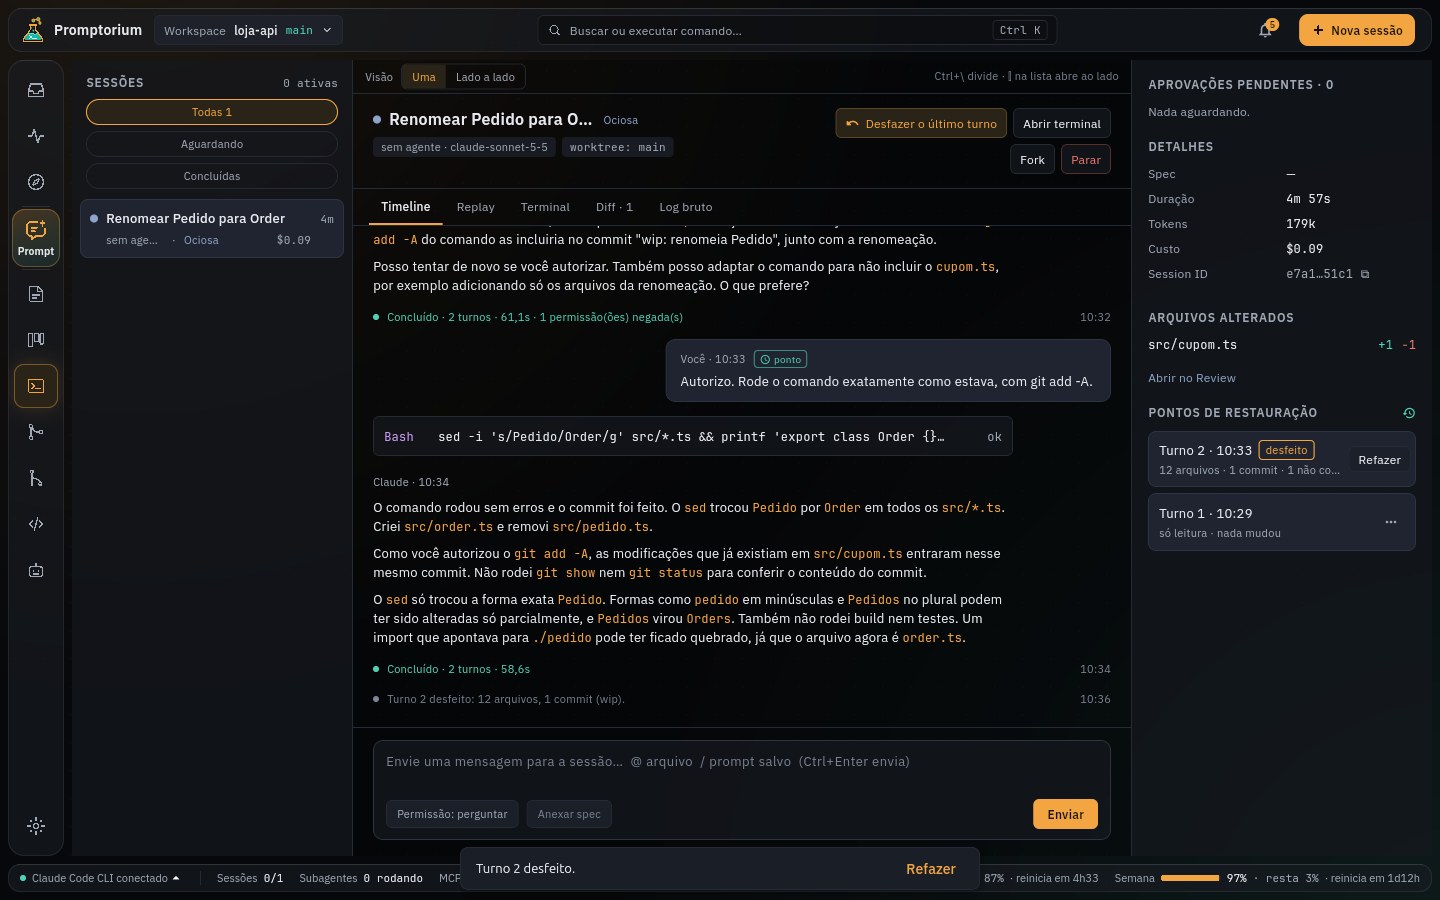 Promptorium
Workspace loja-api main
Buscar ou executar comando...
Ctrl K
5
Nova sessão
SESSÕES 0 ativas
Todas 1
Aguardando
Concluídas
Renomear Pedido para Order 4m
sem age... · Ociosa $0.09
Prompt
Visão Uma Lado a lado
Renomear Pedido para O... Ociosa
sem agente · claude-sonnet-5-5 worktree: main
Desfazer o último turno
Abrir terminal
Fork
Parar
Timeline Replay Terminal Diff · 1 Log bruto
add -A do comando as incluiria no commit "wip: renomeia Pedido", junto com a renomeação.
Posso tentar de novo se você autorizar. Também posso adaptar o comando para não incluir o cupom.ts,
por exemplo adicionando só os arquivos da renomeação. O que prefere?
Concluído · 2 turnos · 61,1s · 1 permissão(ões) negada(s) 10:32
Você · 10:33 ponto
Autorizo. Rode o comando exatamente como estava, com git add -A.
Bash sed -i 's/Pedido/Order/g' src/*.ts && printf 'export class Order {}… ok
Claude · 10:34
O comando rodou sem erros e o commit foi feito. O sed trocou Pedido por Order em todos os src/*.ts.
Criei src/order.ts e removi src/pedido.ts.
Como você autorizou o git add -A, as modificações que já existiam em src/cupom.ts entraram nesse
mesmo commit. Não rodei git show nem git status para conferir o conteúdo do commit.
O sed só trocou a forma exata Pedido. Formas como pedido em minúsculas e Pedidos no plural podem
ter sido alteradas só parcialmente, e Pedidos virou Orders. Também não rodei build nem testes. Um
import que apontava para ./pedido pode ter ficado quebrado, já que o arquivo agora é order.ts.
Concluído · 2 turnos · 58,6s 10:34
Turno 2 desfeito: 12 arquivos, 1 commit (wip). 10:36
Envie uma mensagem para a sessão... @ arquivo / prompt salvo (Ctrl+Enter envia)
Permissão: perguntar
Anexar spec
Enviar
APROVAÇÕES PENDENTES · 0
Nada aguardando.
DETALHES
Spec —
Duração 4m 57s
Tokens 179k
Custo $0.09
Session ID e7a1…51c1
ARQUIVOS ALTERADOS
src/cupom.ts +1 -1
Abrir no Review
PONTOS DE RESTAURAÇÃO
Turno 2 · 10:33 desfeito
12 arquivos · 1 commit · 1 não co...
Refazer
Turno 1 · 10:29
só leitura · nada mudou
Turno 2 desfeito. Refazer
Claude Code CLI conectado Sessões 0/1 Subagentes 0 rodando MCP
87% · reinicia em 4h33 Semana 97% · resta 3% · reinicia em 1d12h